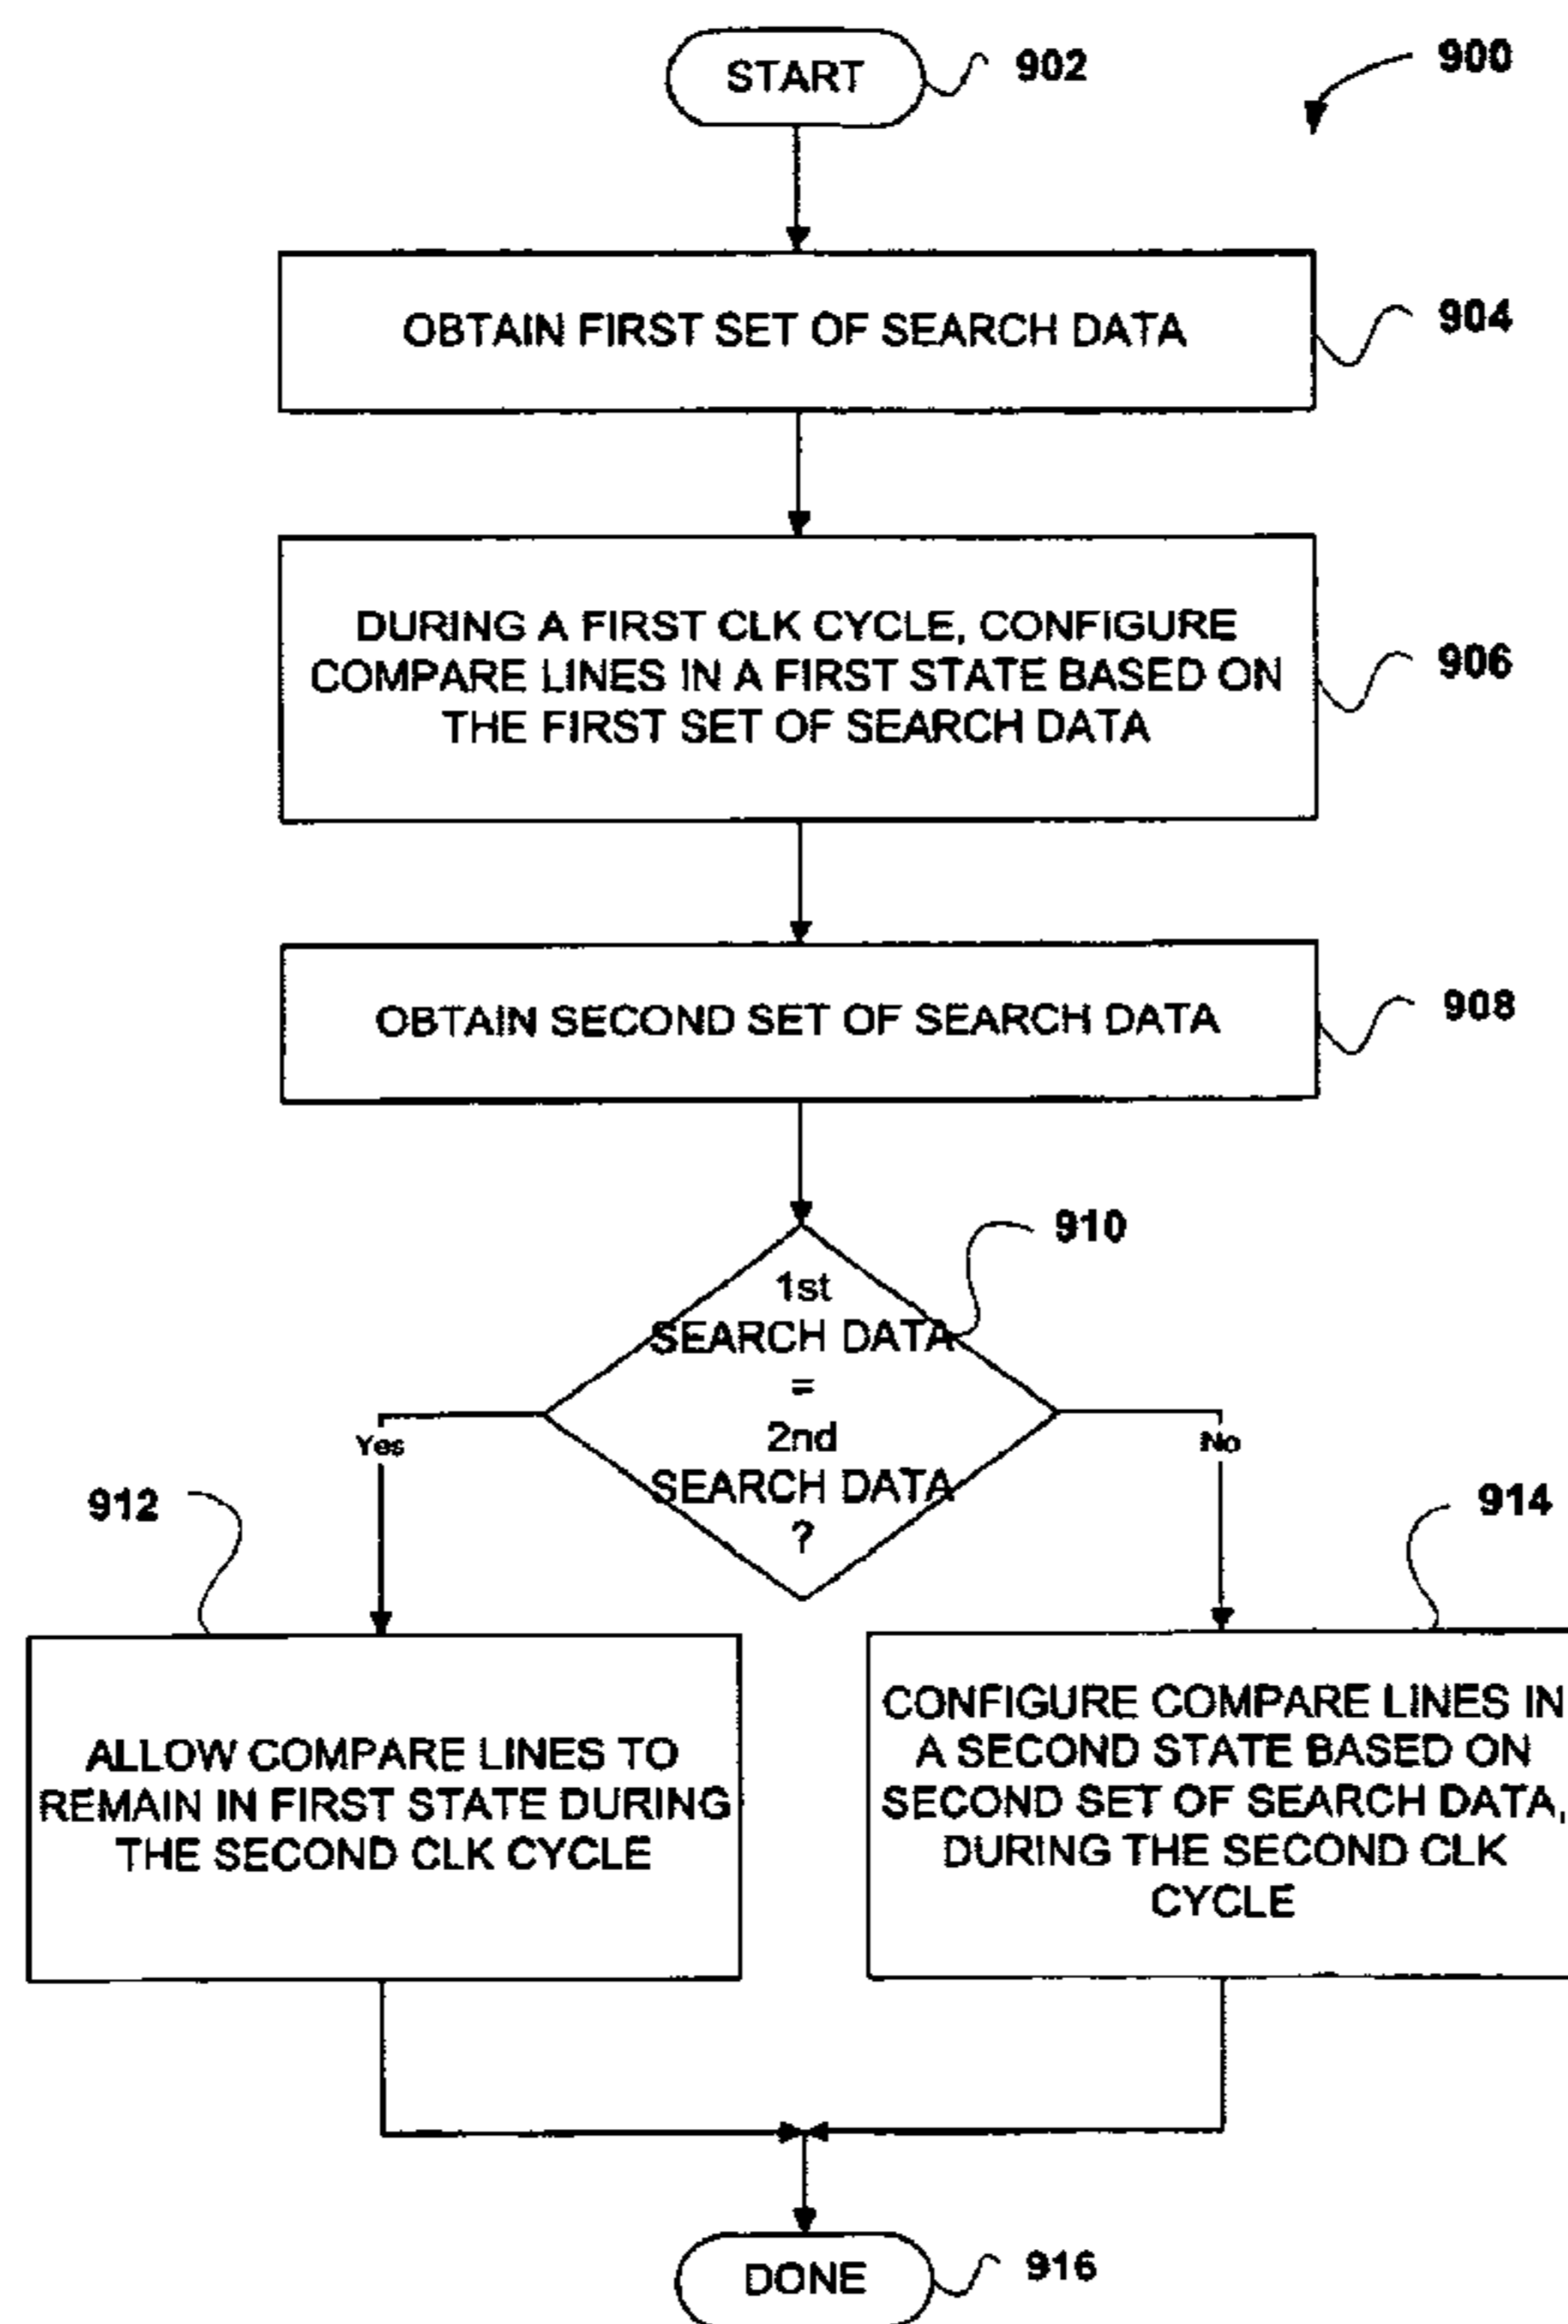 START
902
900
OBTAIN FIRST SET OF SEARCH DATA
904
DURING A FIRST CLK CYCLE, CONFIGURE
COMPARE LINES IN A FIRST STATE BASED ON
THE FIRST SET OF SEARCH DATA
906
OBTAIN SECOND SET OF SEARCH DATA
908
910
1st
SEARCH DATA
=
2nd
SEARCH DATA
?
Yes
No
912
914
ALLOW COMPARE LINES TO
REMAIN IN FIRST STATE DURING
THE SECOND CLK CYCLE
CONFIGURE COMPARE LINES IN
A SECOND STATE BASED ON
SECOND SET OF SEARCH DATA,
DURING THE SECOND CLK
CYCLE
DONE
916